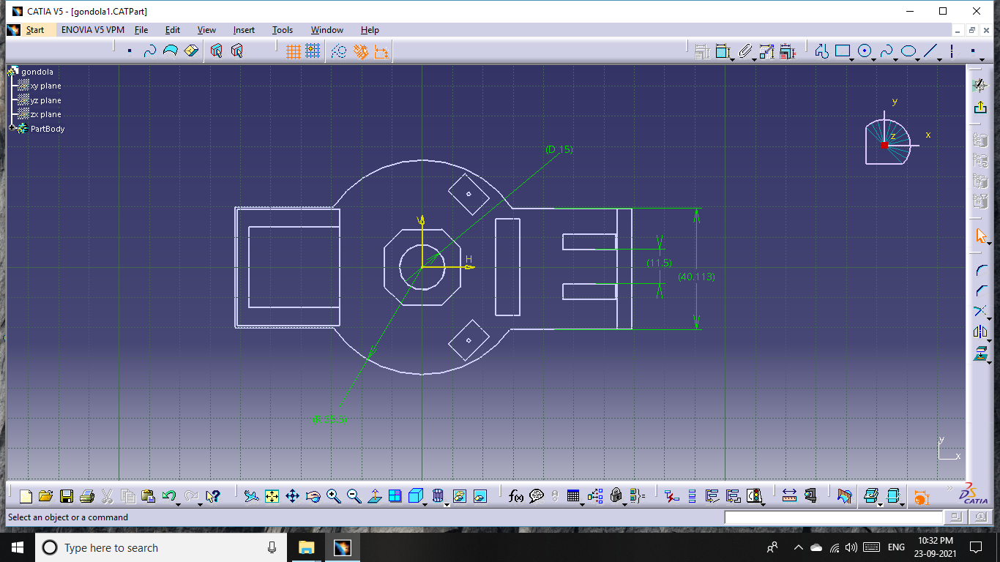 CATIA V5 - [gondola1.CATPart]
Start ENOVIA V5 VPM File Edit View Insert Tools Window Help
gondola
xy plane
yz plane
zx plane
PartBody
y
z
x
(D 15)
V
H
(11.5)
(40.113)
y
x
f(x)
CATIA
Select an object or a command
Type here to search
ENG
10:32 PM
23-09-2021